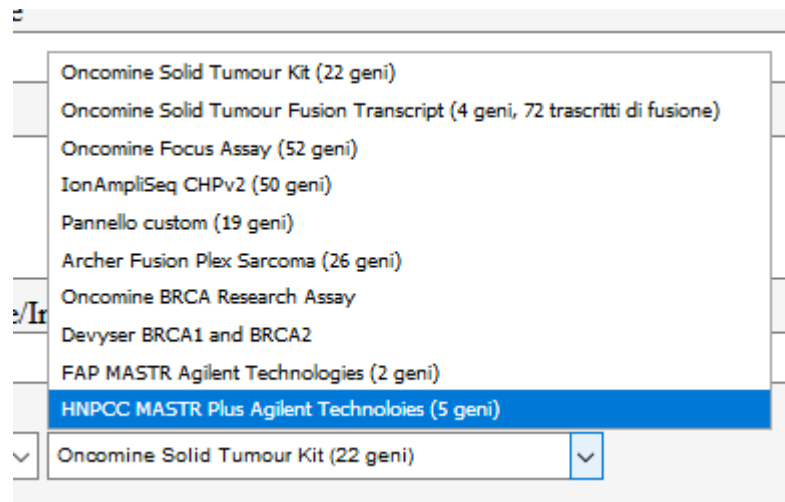 Oncomine Solid Tumour Kit (22 geni)
Oncomine Solid Tumour Fusion Transcript (4 geni, 72 trascritti di fusione)
Oncomine Focus Assay (52 geni)
IonAmpliSeq CHPv2 (50 geni)
Pannello custom (19 geni)
Archer Fusion Plex Sarcoma (26 geni)
Oncomine BRCA Research Assay
Devyser BRCA1 and BRCA2
FAP MASTR Agilent Technologies (2 geni)
HNPCC MASTR Plus Agilent Technoloies (5 geni)
Oncomine Solid Tumour Kit (22 geni)